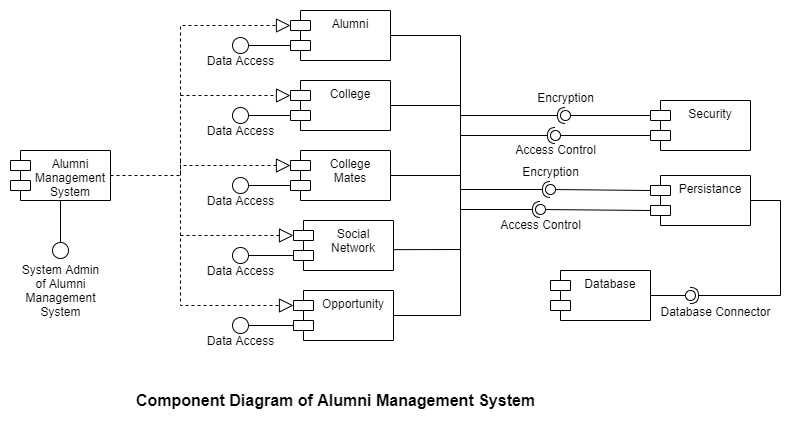 Alumni
Data Access
College
Data Access
Encryption
Security
Access Control
Alumni
Management
System
College
Mates
Data Access
Encryption
Persistance
Access Control
System Admin
of Alumni
Management
System
Social
Network
Data Access
Database
Database Connector
Opportunity
Data Access
Component Diagram of Alumni Management System